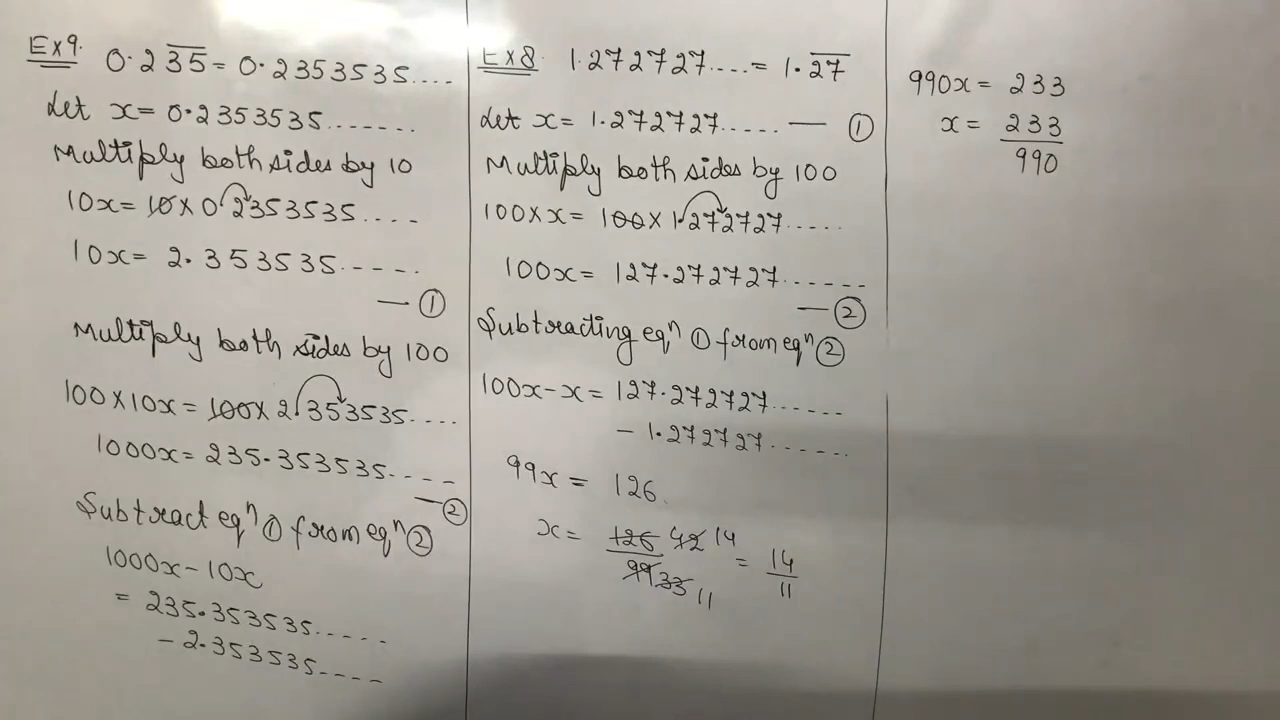 Ex 9. 0.2\overline{35} = 0.2353535....
Let x = 0.2353535.......
Multiply both sides by 10
10x = 10 × 0.2353535....
10x = 2.353535.....
— ①
Multiply both sides by 100
100 × 10x = 100 × 2.353535....
1000x = 235.353535....
— ②
Subtract eqⁿ ① from eqⁿ ②
1000x - 10x
= 235.353535.....
- 2.353535....
Ex 8. 1.272727.... = 1.\overline{27}
Let x = 1.272727..... — ①
Multiply both sides by 100
100 × x = 100 × 1.272727.....
100x = 127.272727......
— ②
Subtracting eqⁿ ① from eqⁿ ②
100x - x = 127.272727......
- 1.272727......
99x = 126.
x = 126 42 14 = 14
99 33 11 11
990x = 233
x = 233
990